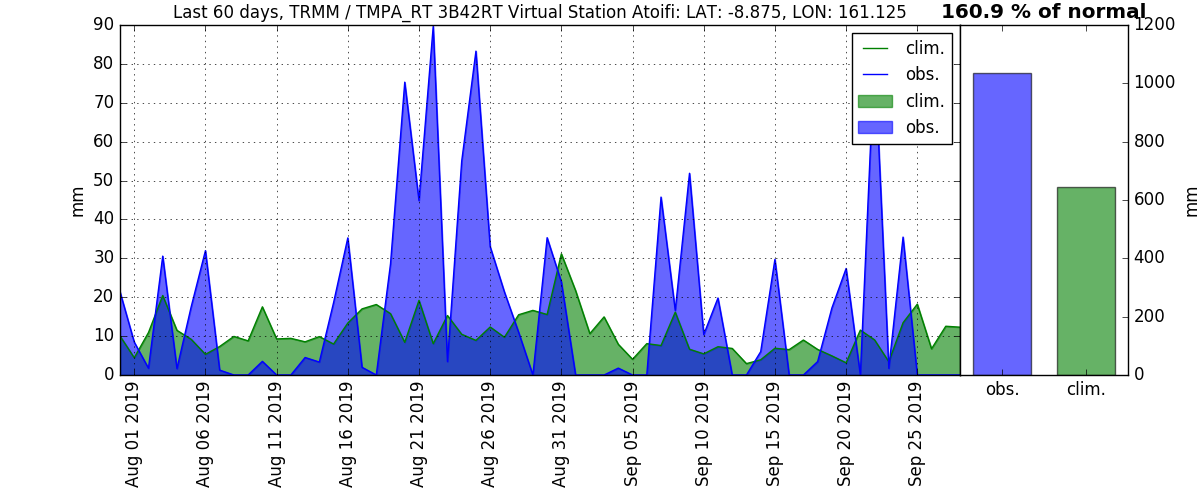 Last 60 days, TRMM / TMPA_RT 3B42RT Virtual Station Atoifi: LAT: -8.875, LON: 161.125
160.9 % of normal
90
80
70
60
50
40
30
20
10
0
mm
clim.
obs.
clim.
obs.
1200
1000
800
600
400
200
0
mm
obs.
clim.
Aug 01 2019
Aug 06 2019
Aug 11 2019
Aug 16 2019
Aug 21 2019
Aug 26 2019
Aug 31 2019
Sep 05 2019
Sep 10 2019
Sep 15 2019
Sep 20 2019
Sep 25 2019